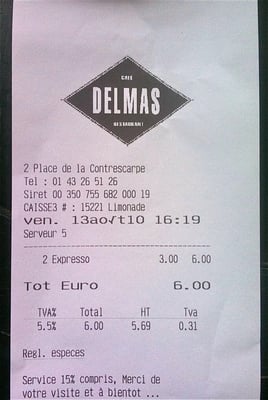 CAFE
DELMAS
RESTAURANT
2 Place de la Contrescarpe
Tel : 01 43 26 51 26
Siret 00 350 755 682 000 19
CAISSE3 # : 15221 Limonade
ven. 13ao√t10 16:19
Serveur 5
2 Expresso 3.00 6.00
Tot Euro 6.00
TVA% Total HT Tva
5.5% 6.00 5.69 0.31
Regl. especes
Service 15% compris, Merci de
votre visite et à bientot ...